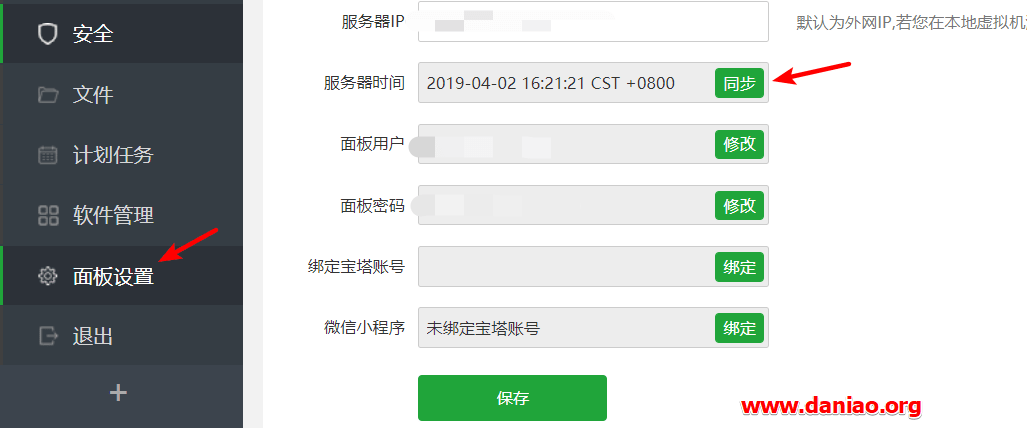 安全
文件
计划任务
软件管理
面板设置
退出
+
服务器IP
默认为外网IP,若您在本地虚拟机
服务器时间 2019-04-02 16:21:21 CST +0800 同步
面板用户 修改
面板密码 修改
绑定宝塔账号 绑定
微信小程序 未绑定宝塔账号 绑定
保存
www.daniao.org